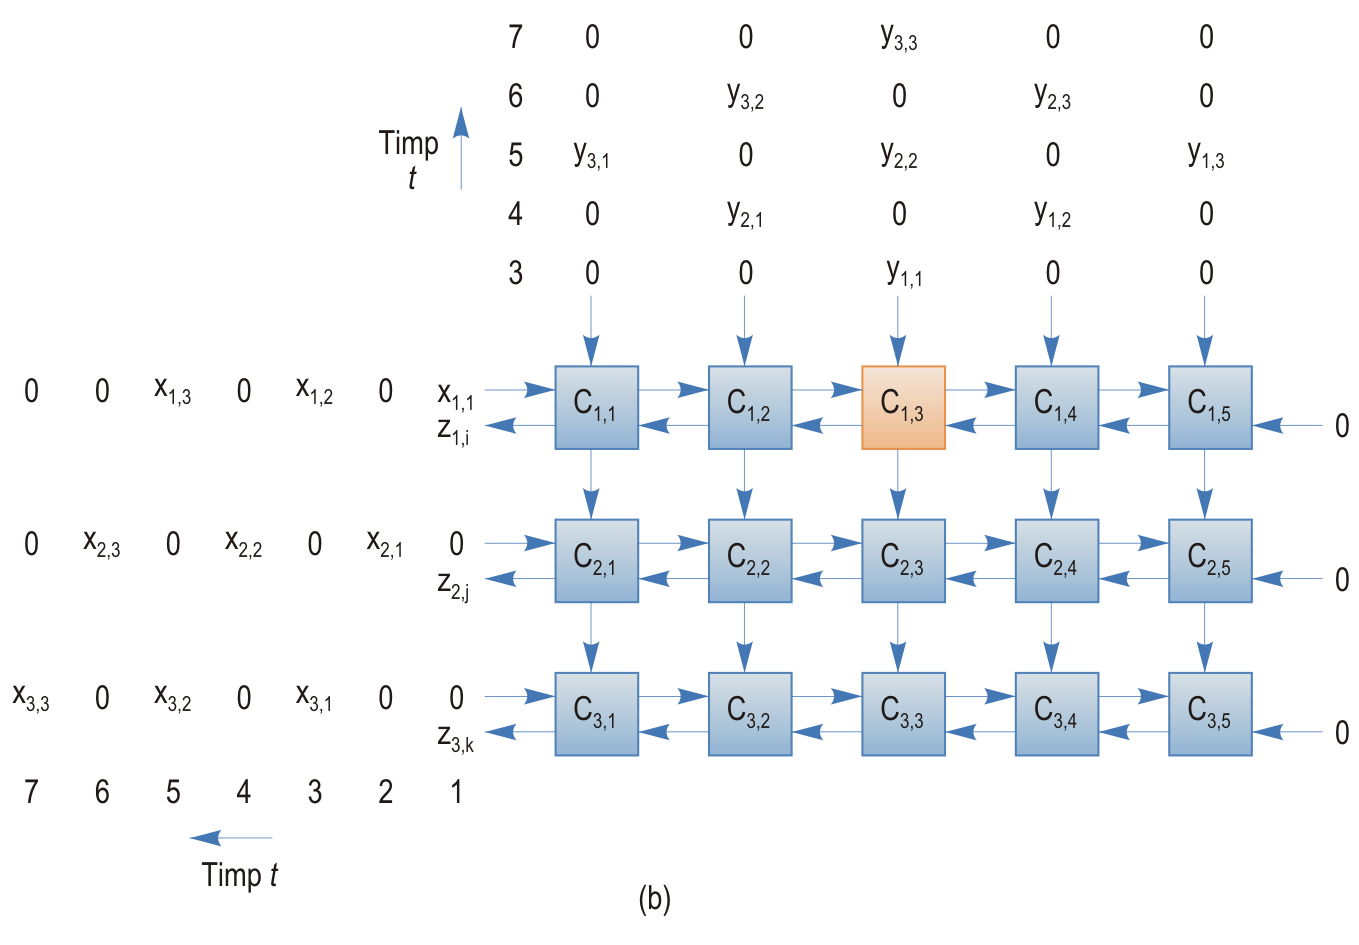 7 0 0 y3,3 0 0
6 0 y3,2 0 y2,3 0
Timp
t
5 y3,1 0 y2,2 0 y1,3
4 0 y2,1 0 y1,2 0
3 0 0 y1,1 0 0
0 0 x1,3 0 x1,2 0 x1,1 C1,1 C1,2 C1,3 C1,4 C1,5
z1,i 0
0 x2,3 0 x2,2 0 x2,1 0 C2,1 C2,2 C2,3 C2,4 C2,5
z2,j 0
x3,3 0 x3,2 0 x3,1 0 0 C3,1 C3,2 C3,3 C3,4 C3,5
z3,k 0
7 6 5 4 3 2 1
Timp t
(b)